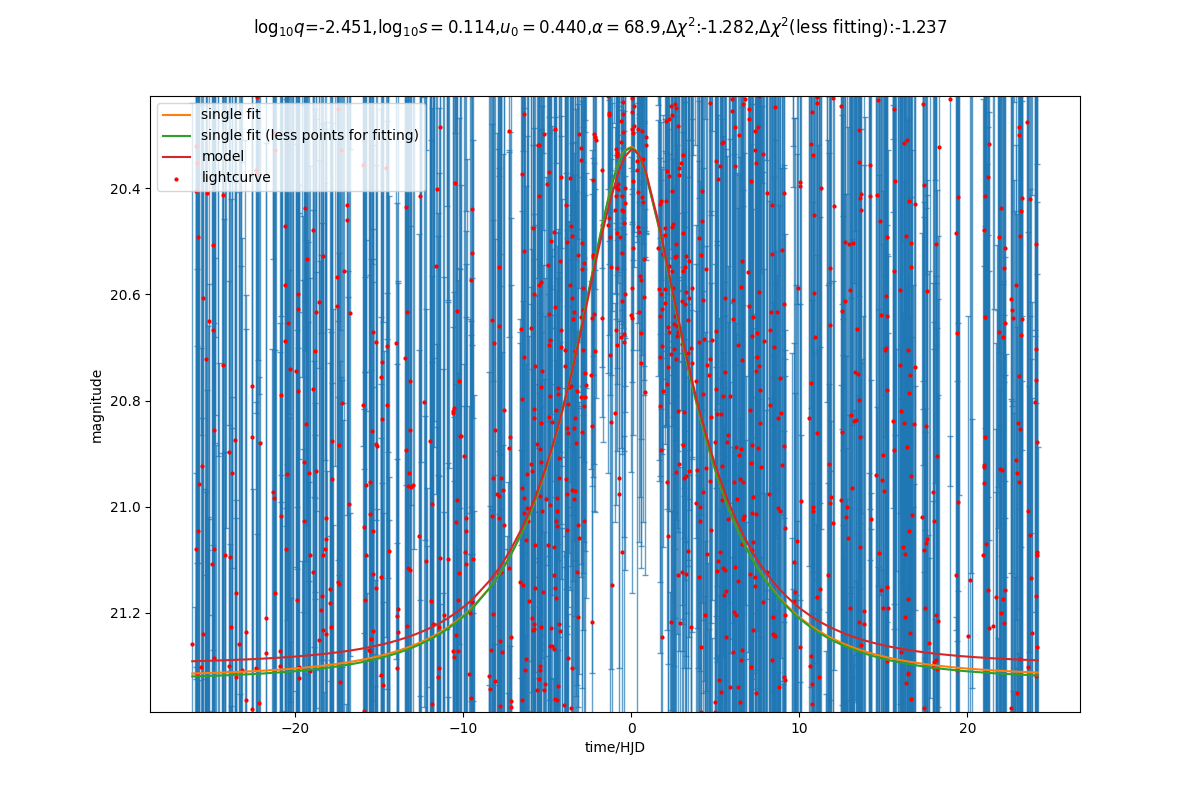 log₁₀q=-2.451,log₁₀s = 0.114,u₀ = 0.440,α = 68.9,Δχ²:-1.282,Δχ²(less fitting):-1.237
single fit
single fit (less points for fitting)
model
lightcurve
20.4
20.6
20.8
21.0
21.2
magnitude
−20
−10
0
10
20
time/HJD